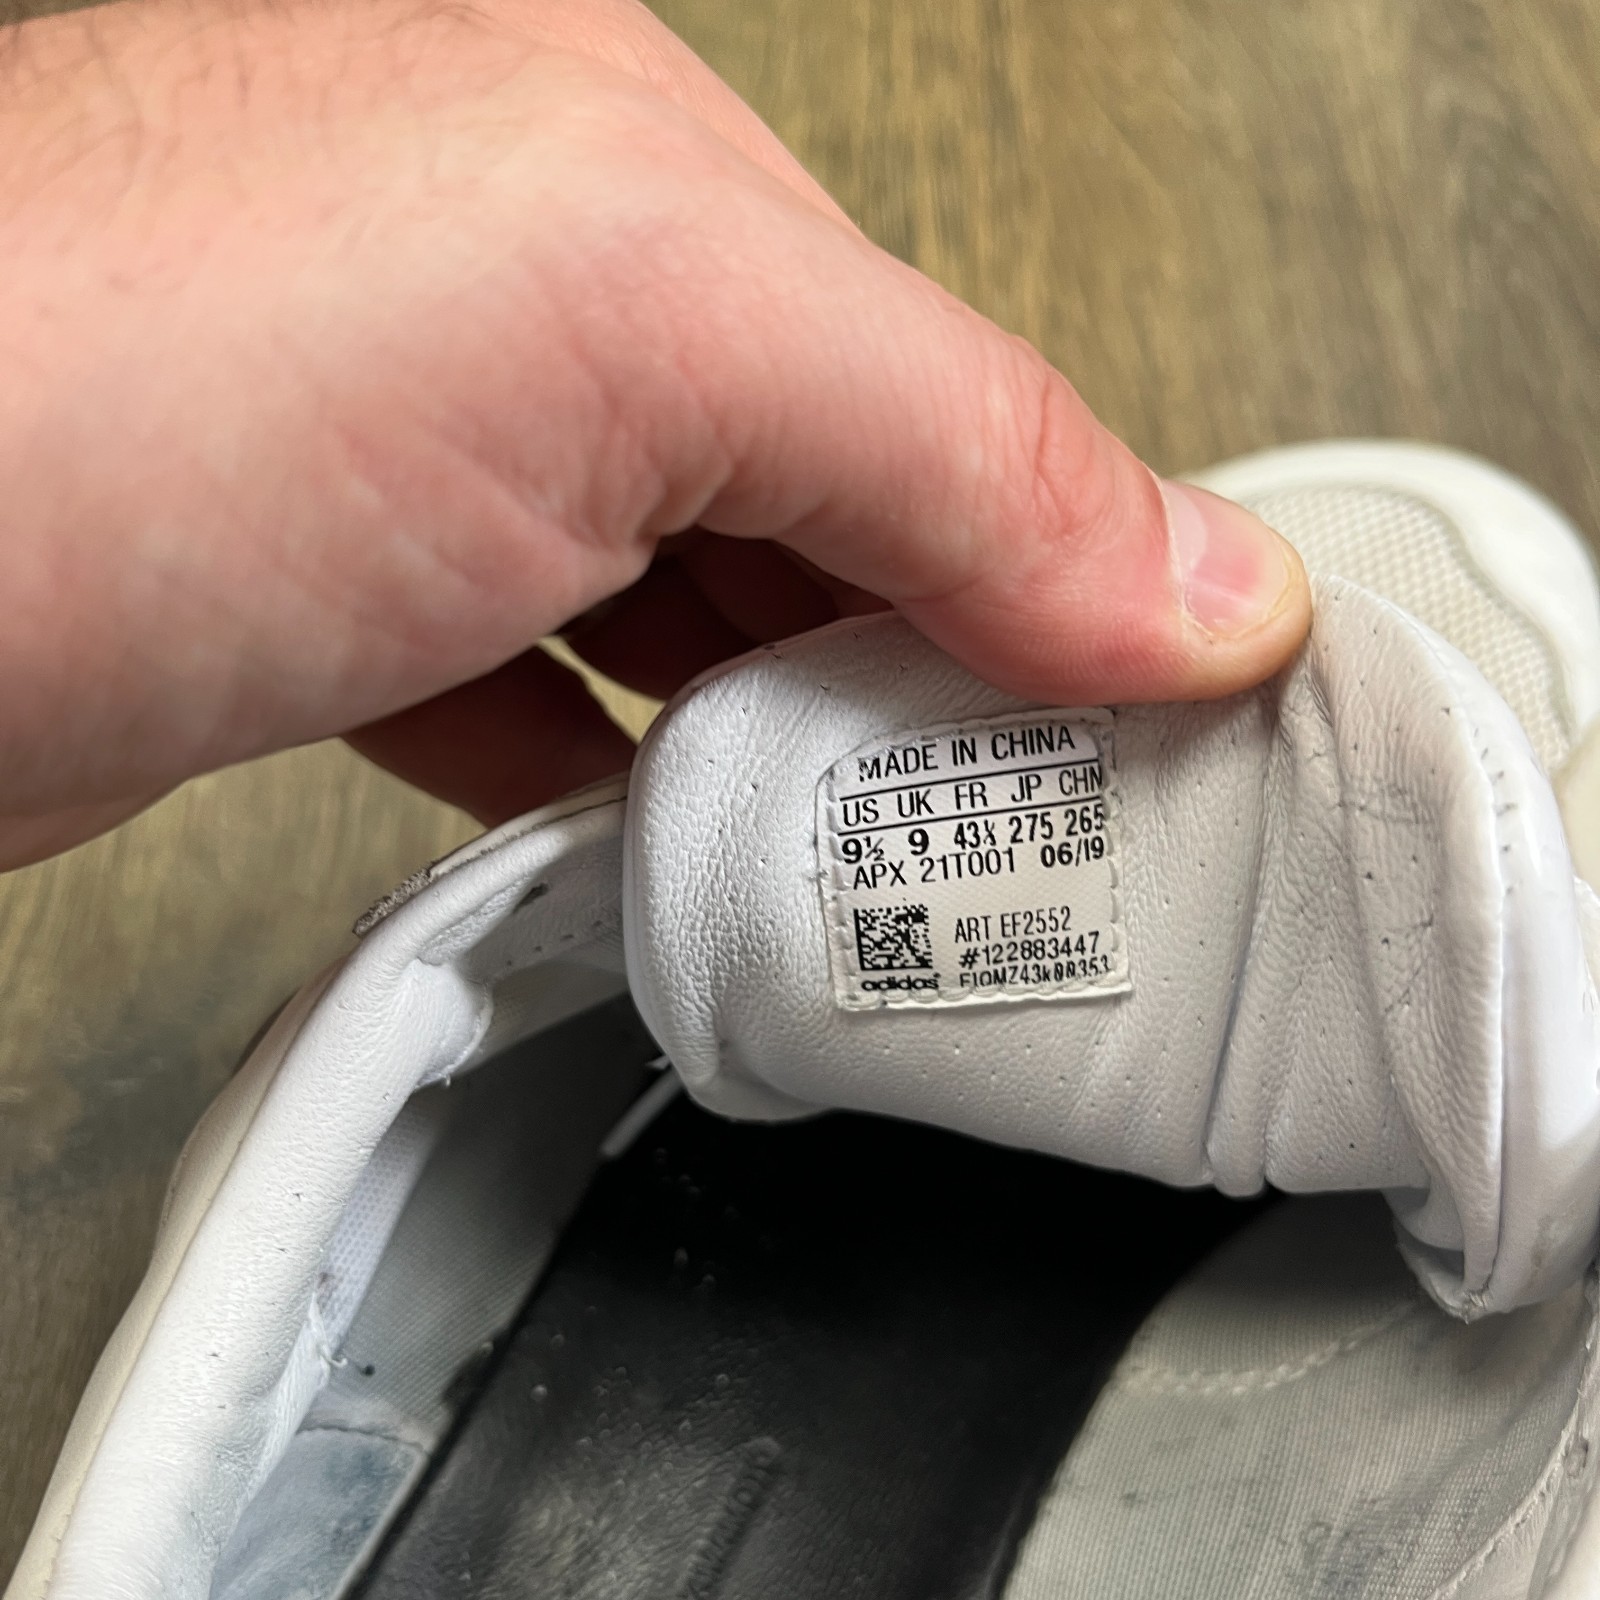 MADE IN CHINA
US UK FR JP CHN
9½ 9 43⅓ 275 265
APX 21T001 06/19
ART EF2552
#122883447
adidas